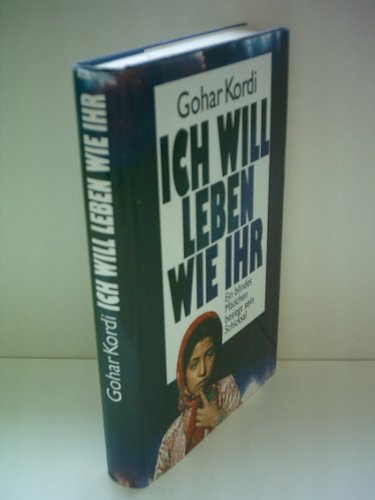 Gohar Kordi
ICH WILL
LEBEN
WIE IHR
Ein blindes
Mädchen
besiegt sein
Schicksal
Gohar Kordi ICH WILL LEBEN WIE IHR